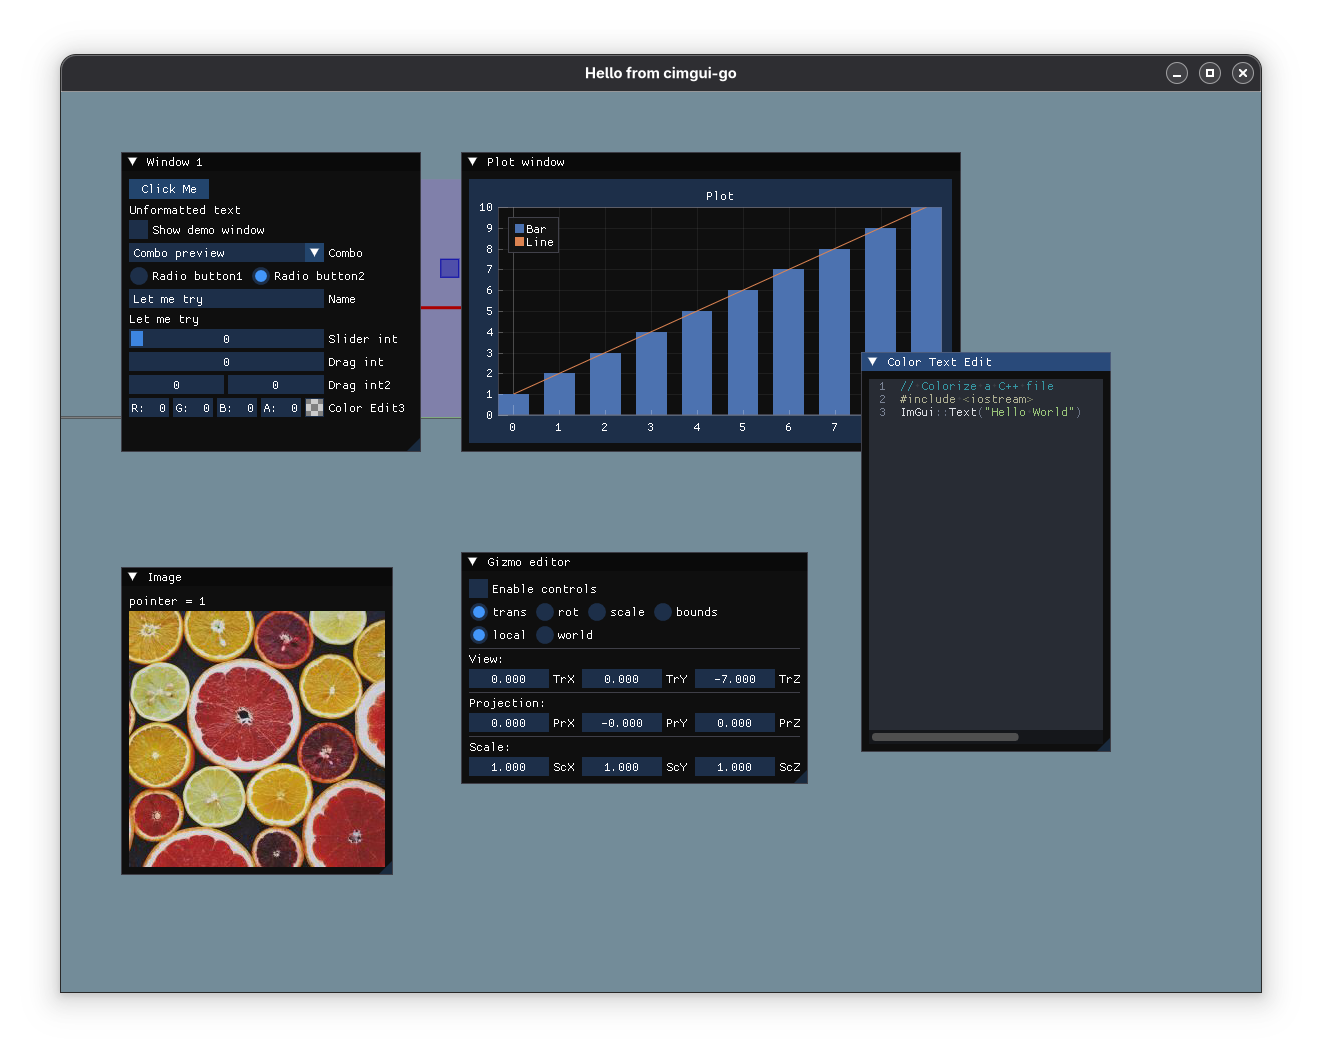 Hello from cimgui-go
Window 1
Click Me
Unformatted text
Show demo window
Combo preview Combo
Radio button1 Radio button2
Let me try Name
Let me try
0 Slider int
0 Drag int
0 0 Drag int2
R: 0 G: 0 B: 0 A: 0 Color Edit3
Plot window
Plot
10
9
8
7
6
5
4
3
2
1
0
Bar
Line
0 1 2 3 4 5 6 7
Color Text Edit
1 // Colorize a C++ file
2 #include <iostream>
3 ImGui::Text("Hello World")
Image
pointer = 1
Gizmo editor
Enable controls
trans rot scale bounds
local world
View:
0.000 TrX 0.000 TrY -7.000 TrZ
Projection:
0.000 PrX -0.000 PrY 0.000 PrZ
Scale:
1.000 ScX 1.000 ScY 1.000 ScZ